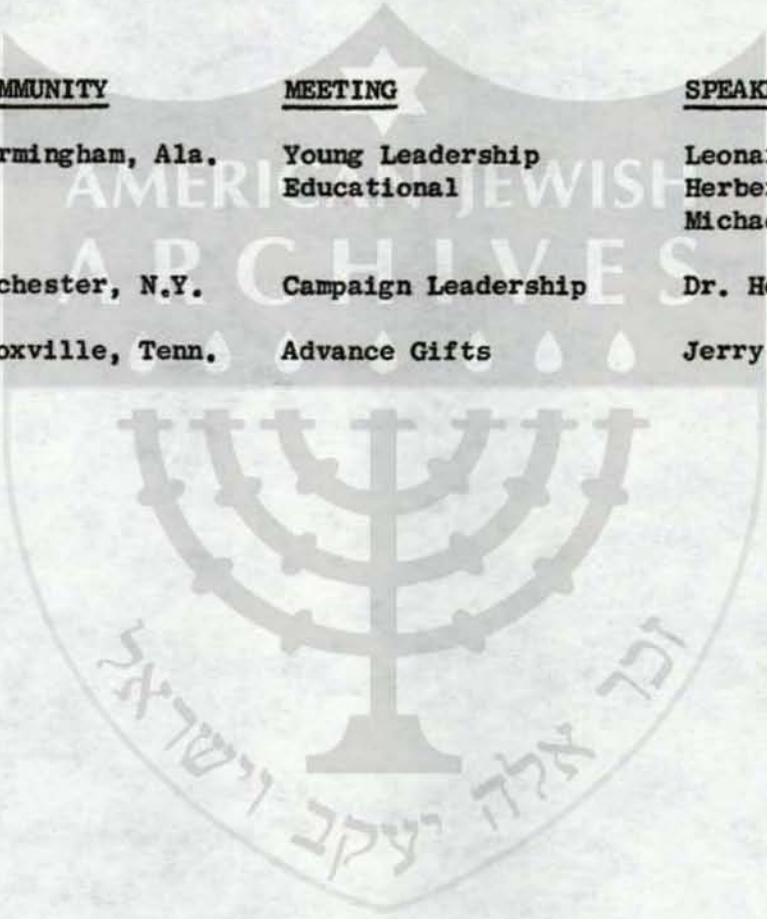 MMUNITY MEETING SPEAK
rmingham, Ala. Young Leadership Leona
Educational Herbe
Micha
chester, N.Y. Campaign Leadership Dr. H
oxville, Tenn. Advance Gifts Jerry
AMERICAN JEWISH
ARCHIVES
זכר אלה יעקב וישראל